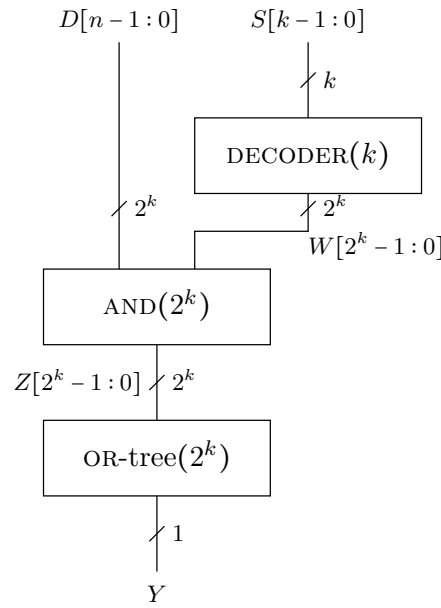 D[n − 1 : 0] S[k − 1 : 0]
k
DECODER(k)
2^k 2^k
W[2^k − 1 : 0]
AND(2^k)
Z[2^k − 1 : 0] 2^k
OR-tree(2^k)
1
Y